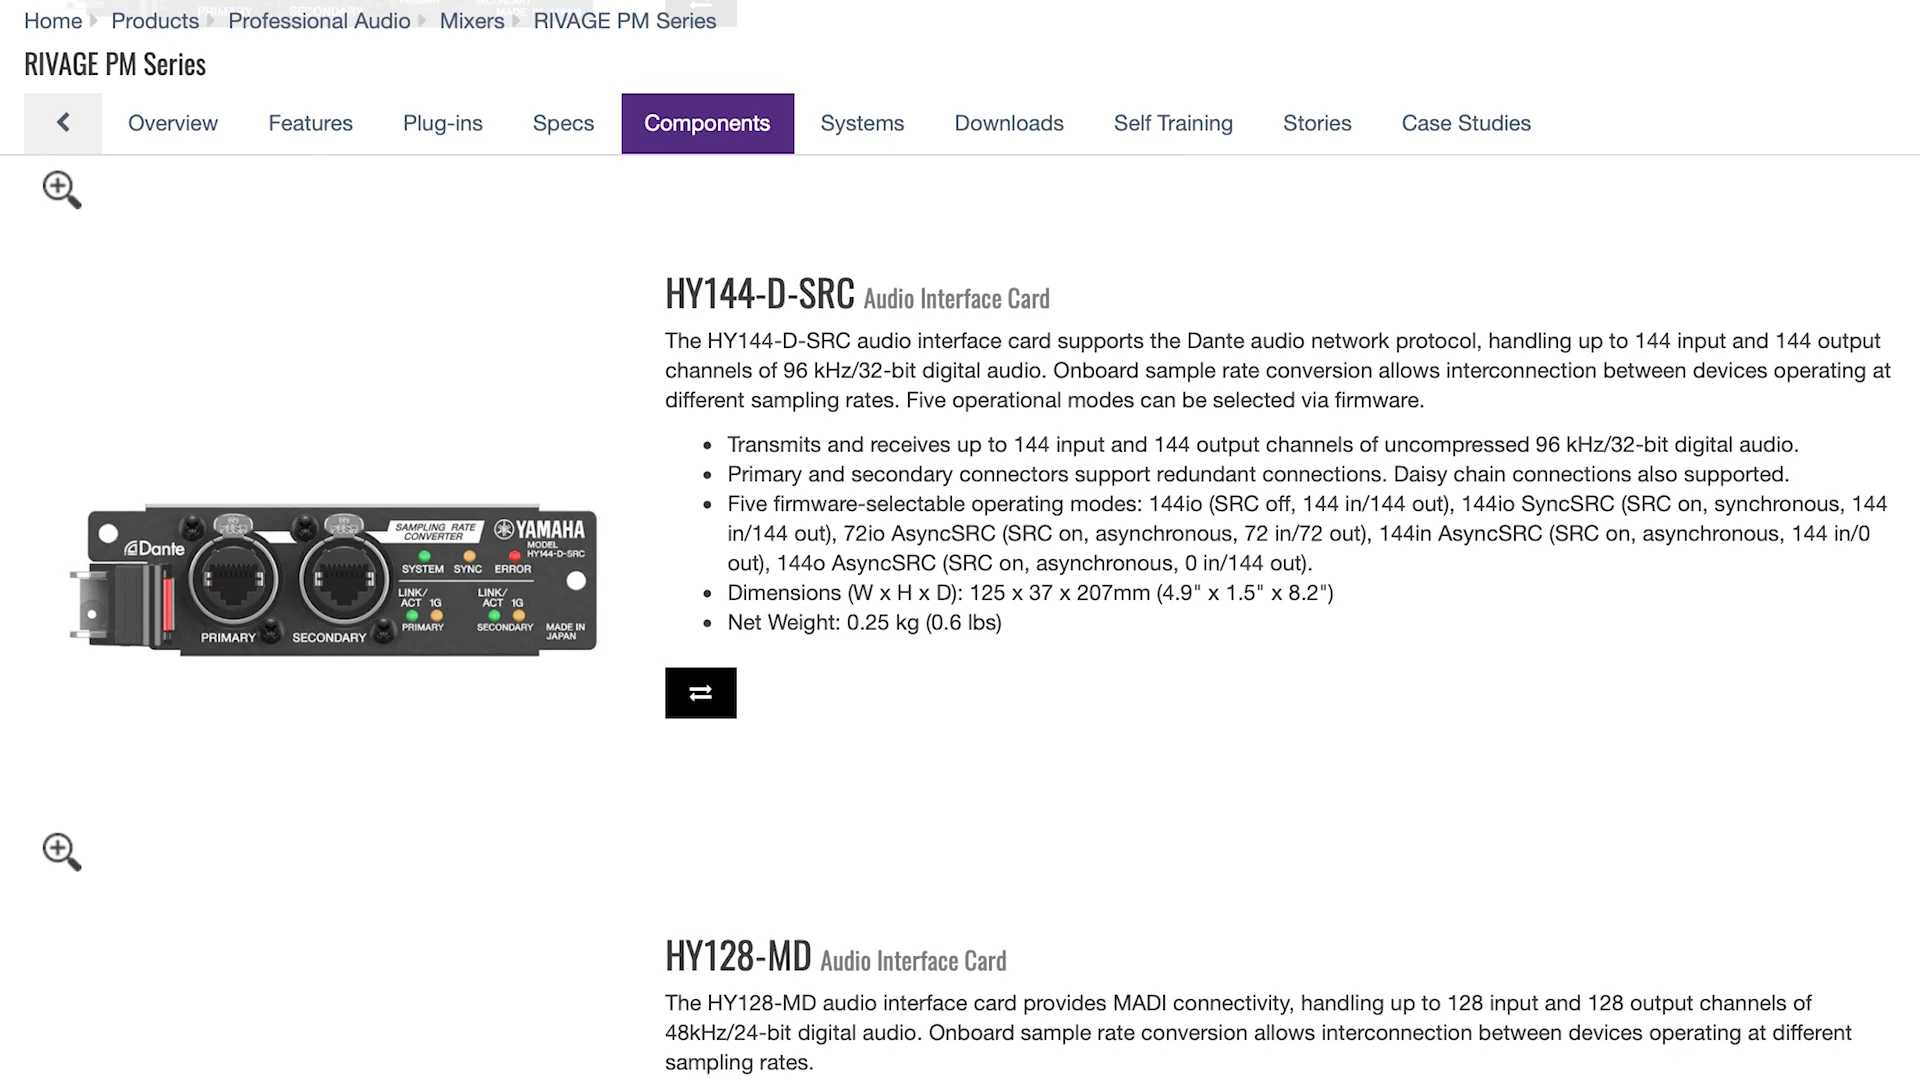 Home Products Professional Audio Mixers RIVAGE PM Series
RIVAGE PM Series
Overview Features Plug-ins Specs Components Systems Downloads Self Training Stories Case Studies
HY144-D-SRC Audio Interface Card
The HY144-D-SRC audio interface card supports the Dante audio network protocol, handling up to 144 input and 144 output
channels of 96 kHz/32-bit digital audio. Onboard sample rate conversion allows interconnection between devices operating at
different sampling rates. Five operational modes can be selected via firmware.
• Transmits and receives up to 144 input and 144 output channels of uncompressed 96 kHz/32-bit digital audio.
• Primary and secondary connectors support redundant connections. Daisy chain connections also supported.
• Five firmware-selectable operating modes: 144io (SRC off, 144 in/144 out), 144io SyncSRC (SRC on, synchronous, 144
in/144 out), 72io AsyncSRC (SRC on, asynchronous, 72 in/72 out), 144in AsyncSRC (SRC on, asynchronous, 144 in/0
out), 144o AsyncSRC (SRC on, asynchronous, 0 in/144 out).
• Dimensions (W x H x D): 125 x 37 x 207mm (4.9" x 1.5" x 8.2")
• Net Weight: 0.25 kg (0.6 lbs)
Dante
SAMPLING RATE
CONVERTER
YAMAHA
MODEL
HY144-D-SRC
SYSTEM SYNC ERROR
LINK/
ACT 1G
PRIMARY
LINK/
ACT 1G
SECONDARY
PRIMARY SECONDARY
MADE IN
JAPAN
HY128-MD Audio Interface Card
The HY128-MD audio interface card provides MADI connectivity, handling up to 128 input and 128 output channels of
48kHz/24-bit digital audio. Onboard sample rate conversion allows interconnection between devices operating at different
sampling rates.